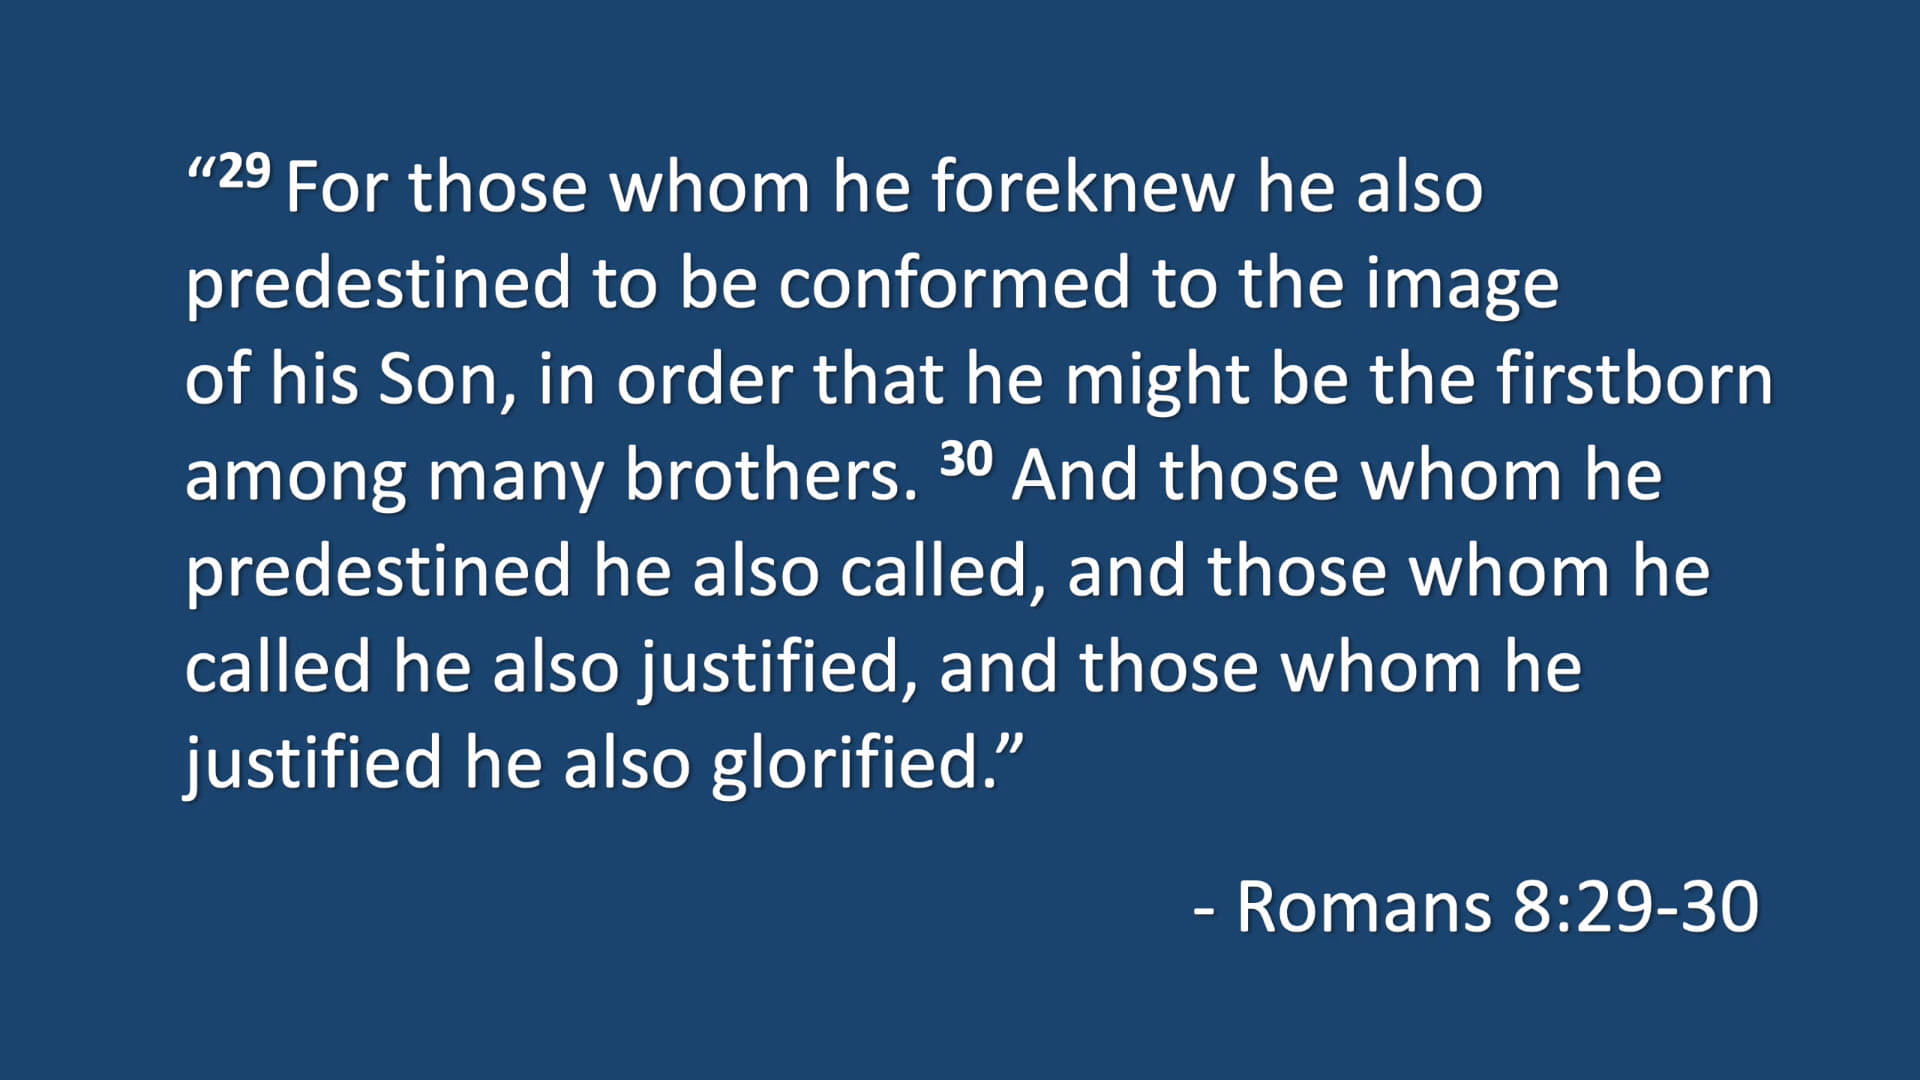 “29 For those whom he foreknew he also
predestined to be conformed to the image
of his Son, in order that he might be the firstborn
among many brothers. 30 And those whom he
predestined he also called, and those whom he
called he also justified, and those whom he
justified he also glorified.”
- Romans 8:29-30